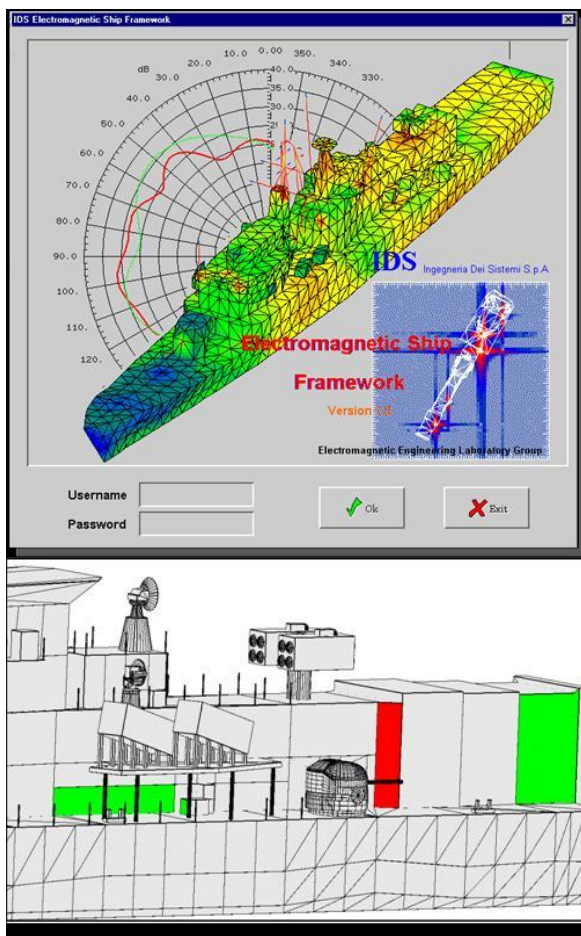 IDS Electromagnetic Ship Framework
dB
0.00
10.0
20.0
30.0
40.0
50.0
60.0
70.0
80.0
90.0
100.
110.
120.
350.
340.
330.
40.0
35.0
30.0
IDS Ingegneria Dei Sistemi S.p.A
Electromagnetic Ship
Framework
Version
Electromagnetic Engineering Laboratory Group
Username
Password
Ok
Exit